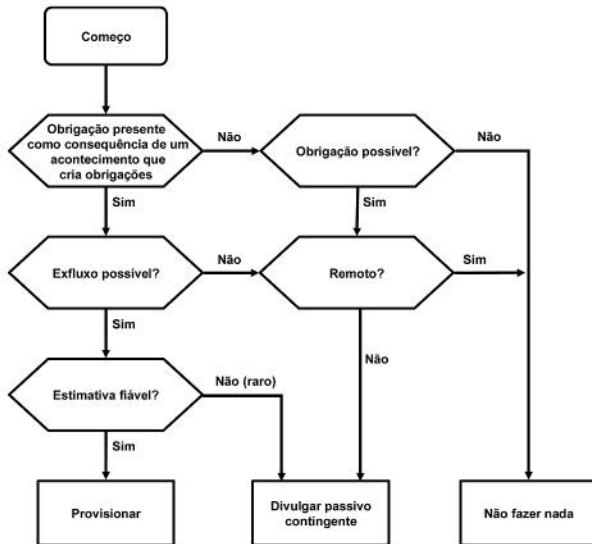 Começo
Obrigação presente
como consequência de um
acontecimento que
cria obrigações
Não
Obrigação possível?
Não
Sim
Sim
Exfluxo possível?
Não
Remoto?
Sim
Sim
Não
Estimativa fiável?
Não (raro)
Sim
Provisionar
Divulgar passivo
contingente
Não fazer nada